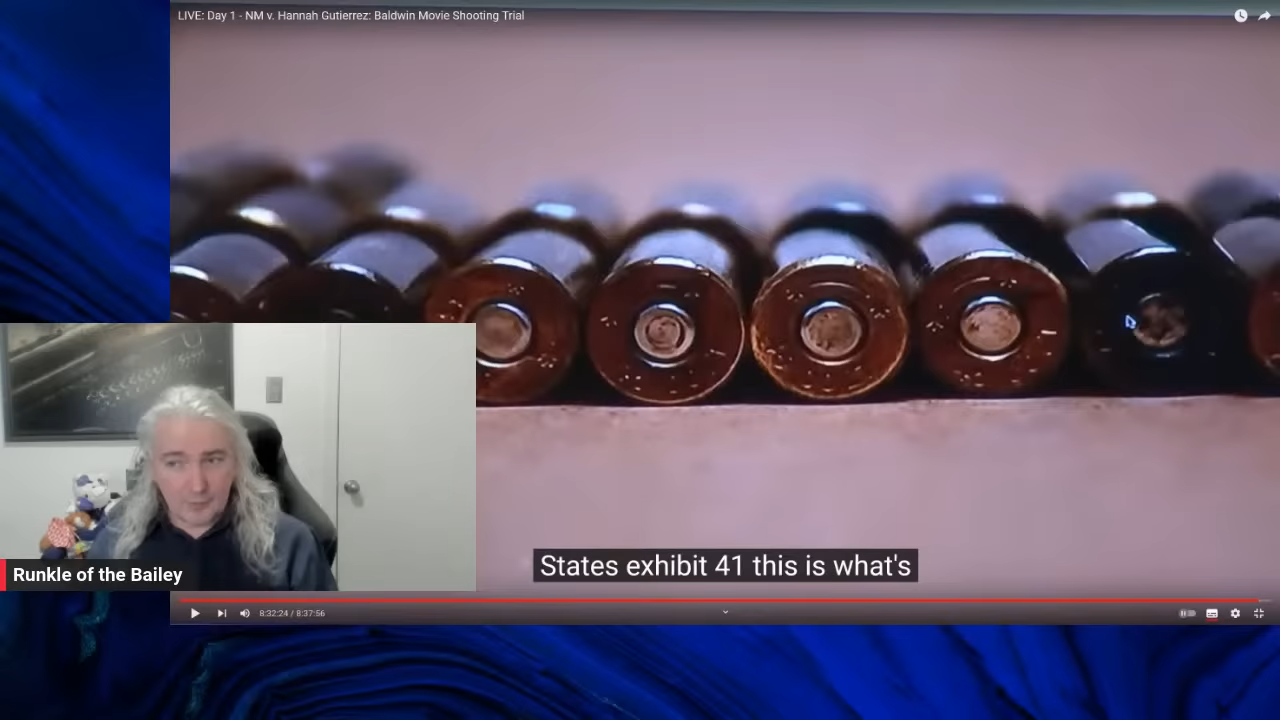 LIVE: Day 1 - NM v. Hannah Gutierrez: Baldwin Movie Shooting Trial
Runkle of the Bailey
States exhibit 41 this is what's
8:32:24 / 8:37:56